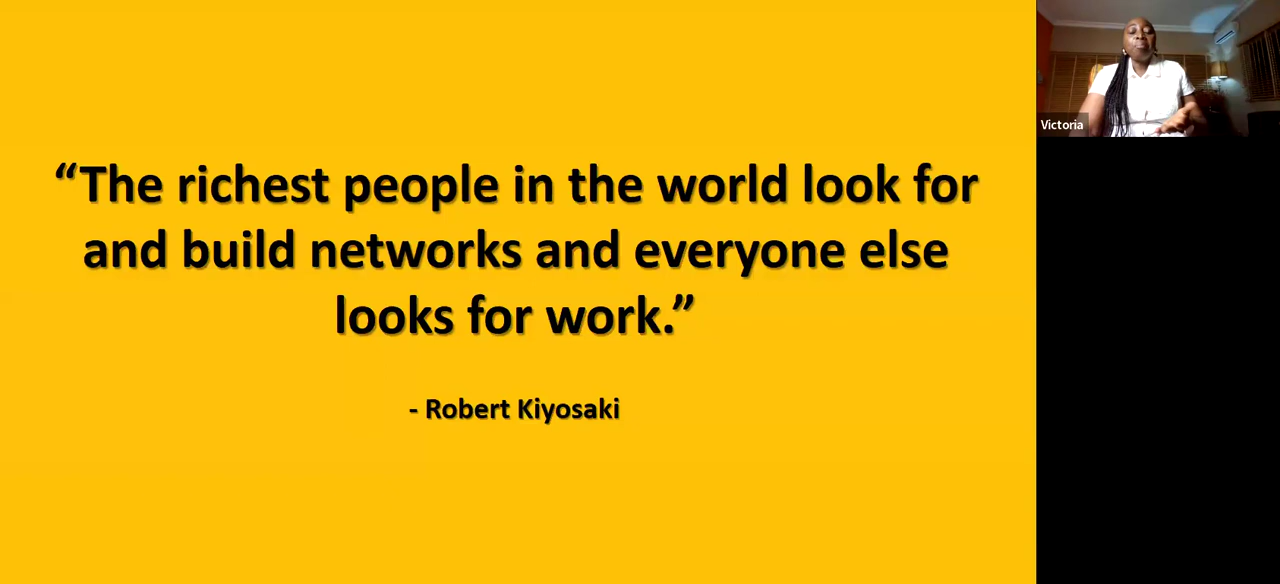 “The richest people in the world look for
and build networks and everyone else
looks for work.”
- Robert Kiyosaki
Victoria